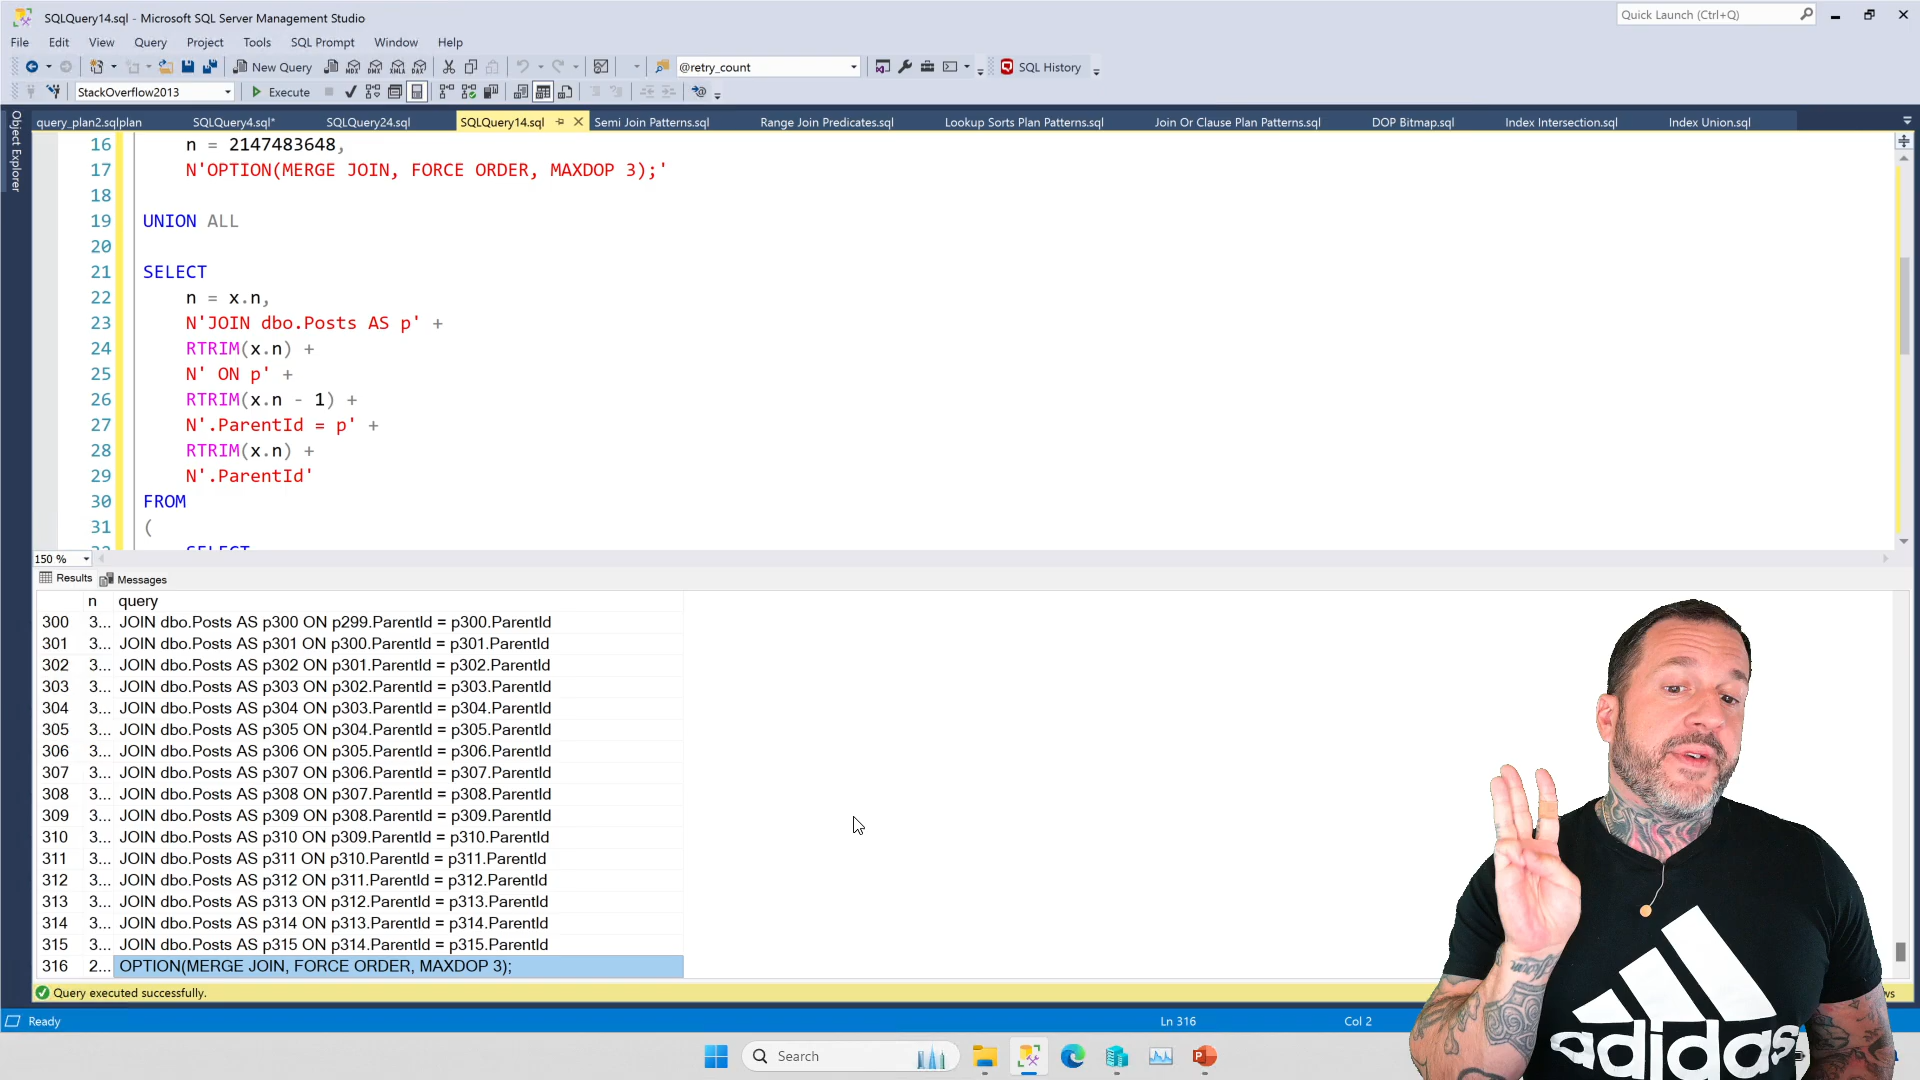 SQLQuery14.sql - Microsoft SQL Server Management Studio
Quick Launch (Ctrl+Q)
File Edit View Query Project Tools SQL Prompt Window Help
New Query MDX DMX XMLA DAX @retry_count SQL History
StackOverflow2013 Execute
query_plan2.sqlplan SQLQuery4.sql* SQLQuery24.sql SQLQuery14.sql Semi Join Patterns.sql Range Join Predicates.sql Lookup Sorts Plan Patterns.sql Join Or Clause Plan Patterns.sql DOP Bitmap.sql Index Intersection.sql Index Union.sql
Object Explorer
16 n = 2147483648,
17 N'OPTION(MERGE JOIN, FORCE ORDER, MAXDOP 3);'
18
19 UNION ALL
20
21 SELECT
22 n = x.n,
23 N'JOIN dbo.Posts AS p' +
24 RTRIM(x.n) +
25 N' ON p' +
26 RTRIM(x.n - 1) +
27 N'.ParentId = p' +
28 RTRIM(x.n) +
29 N'.ParentId'
30 FROM
31 (
32 SELECT
150 %
Results Messages
n query
300 3... JOIN dbo.Posts AS p300 ON p299.ParentId = p300.ParentId
301 3... JOIN dbo.Posts AS p301 ON p300.ParentId = p301.ParentId
302 3... JOIN dbo.Posts AS p302 ON p301.ParentId = p302.ParentId
303 3... JOIN dbo.Posts AS p303 ON p302.ParentId = p303.ParentId
304 3... JOIN dbo.Posts AS p304 ON p303.ParentId = p304.ParentId
305 3... JOIN dbo.Posts AS p305 ON p304.ParentId = p305.ParentId
306 3... JOIN dbo.Posts AS p306 ON p305.ParentId = p306.ParentId
307 3... JOIN dbo.Posts AS p307 ON p306.ParentId = p307.ParentId
308 3... JOIN dbo.Posts AS p308 ON p307.ParentId = p308.ParentId
309 3... JOIN dbo.Posts AS p309 ON p308.ParentId = p309.ParentId
310 3... JOIN dbo.Posts AS p310 ON p309.ParentId = p310.ParentId
311 3... JOIN dbo.Posts AS p311 ON p310.ParentId = p311.ParentId
312 3... JOIN dbo.Posts AS p312 ON p311.ParentId = p312.ParentId
313 3... JOIN dbo.Posts AS p313 ON p312.ParentId = p313.ParentId
314 3... JOIN dbo.Posts AS p314 ON p313.ParentId = p314.ParentId
315 3... JOIN dbo.Posts AS p315 ON p314.ParentId = p315.ParentId
316 2... OPTION(MERGE JOIN, FORCE ORDER, MAXDOP 3);
Query executed successfully.
Ready Ln 316 Col 2
Search
adidas